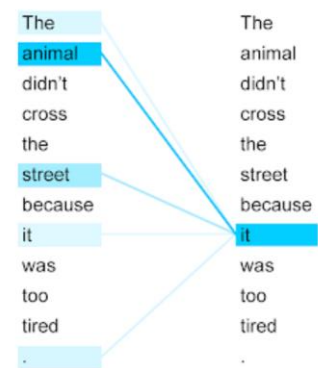 The The
animal animal
didn't didn't
cross cross
the the
street street
because because
it it
was was
too too
tired tired
. .